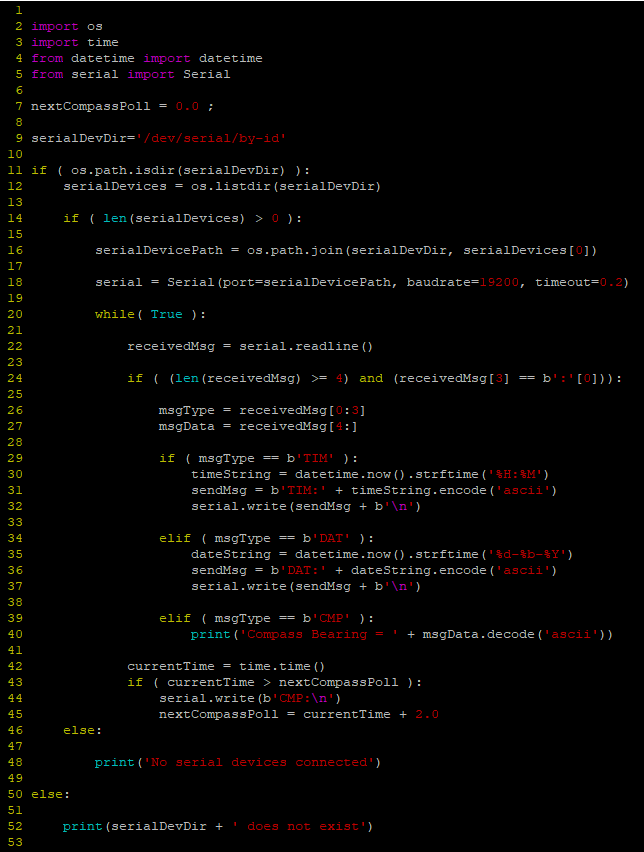 1
2 import os
3 import time
4 from datetime import datetime
5 from serial import Serial
6
7 nextCompassPoll = 0.0 ;
8
9 serialDevDir='/dev/serial/by-id'
10
11 if ( os.path.isdir(serialDevDir) ):
12     serialDevices = os.listdir(serialDevDir)
13
14     if ( len(serialDevices) > 0 ):
15
16         serialDevicePath = os.path.join(serialDevDir, serialDevices[0])
17
18         serial = Serial(port=serialDevicePath, baudrate=19200, timeout=0.2)
19
20         while( True ):
21
22             receivedMsg = serial.readline()
23
24             if ( (len(receivedMsg) >= 4) and (receivedMsg[3] == b':'[0])):
25
26                 msgType = receivedMsg[0:3]
27                 msgData = receivedMsg[4:]
28
29                 if ( msgType == b'TIM' ):
30                     timeString = datetime.now().strftime('%H:%M')
31                     sendMsg = b'TIM:' + timeString.encode('ascii')
32                     serial.write(sendMsg + b'\n')
33
34                 elif ( msgType == b'DAT' ):
35                     dateString = datetime.now().strftime('%d-%b-%Y')
36                     sendMsg = b'DAT:' + dateString.encode('ascii')
37                     serial.write(sendMsg + b'\n')
38
39                 elif ( msgType == b'CMP' ):
40                     print('Compass Bearing = ' + msgData.decode('ascii'))
41
42             currentTime = time.time()
43             if ( currentTime > nextCompassPoll ):
44                 serial.write(b'CMP:\n')
45                 nextCompassPoll = currentTime + 2.0
46     else:
47
48         print('No serial devices connected')
49
50 else:
51
52     print(serialDevDir + ' does not exist')
53